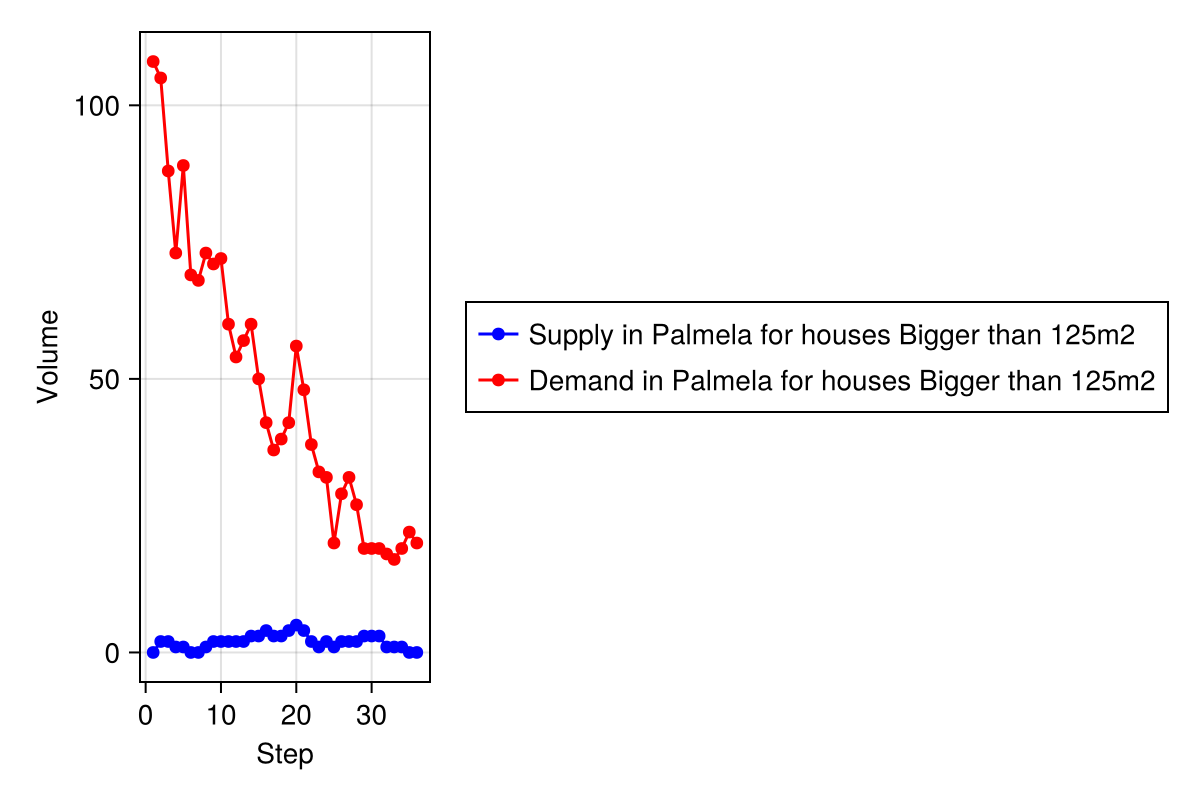 100
50
0
Volume
0 10 20 30
Step
Supply in Palmela for houses Bigger than 125m2
Demand in Palmela for houses Bigger than 125m2